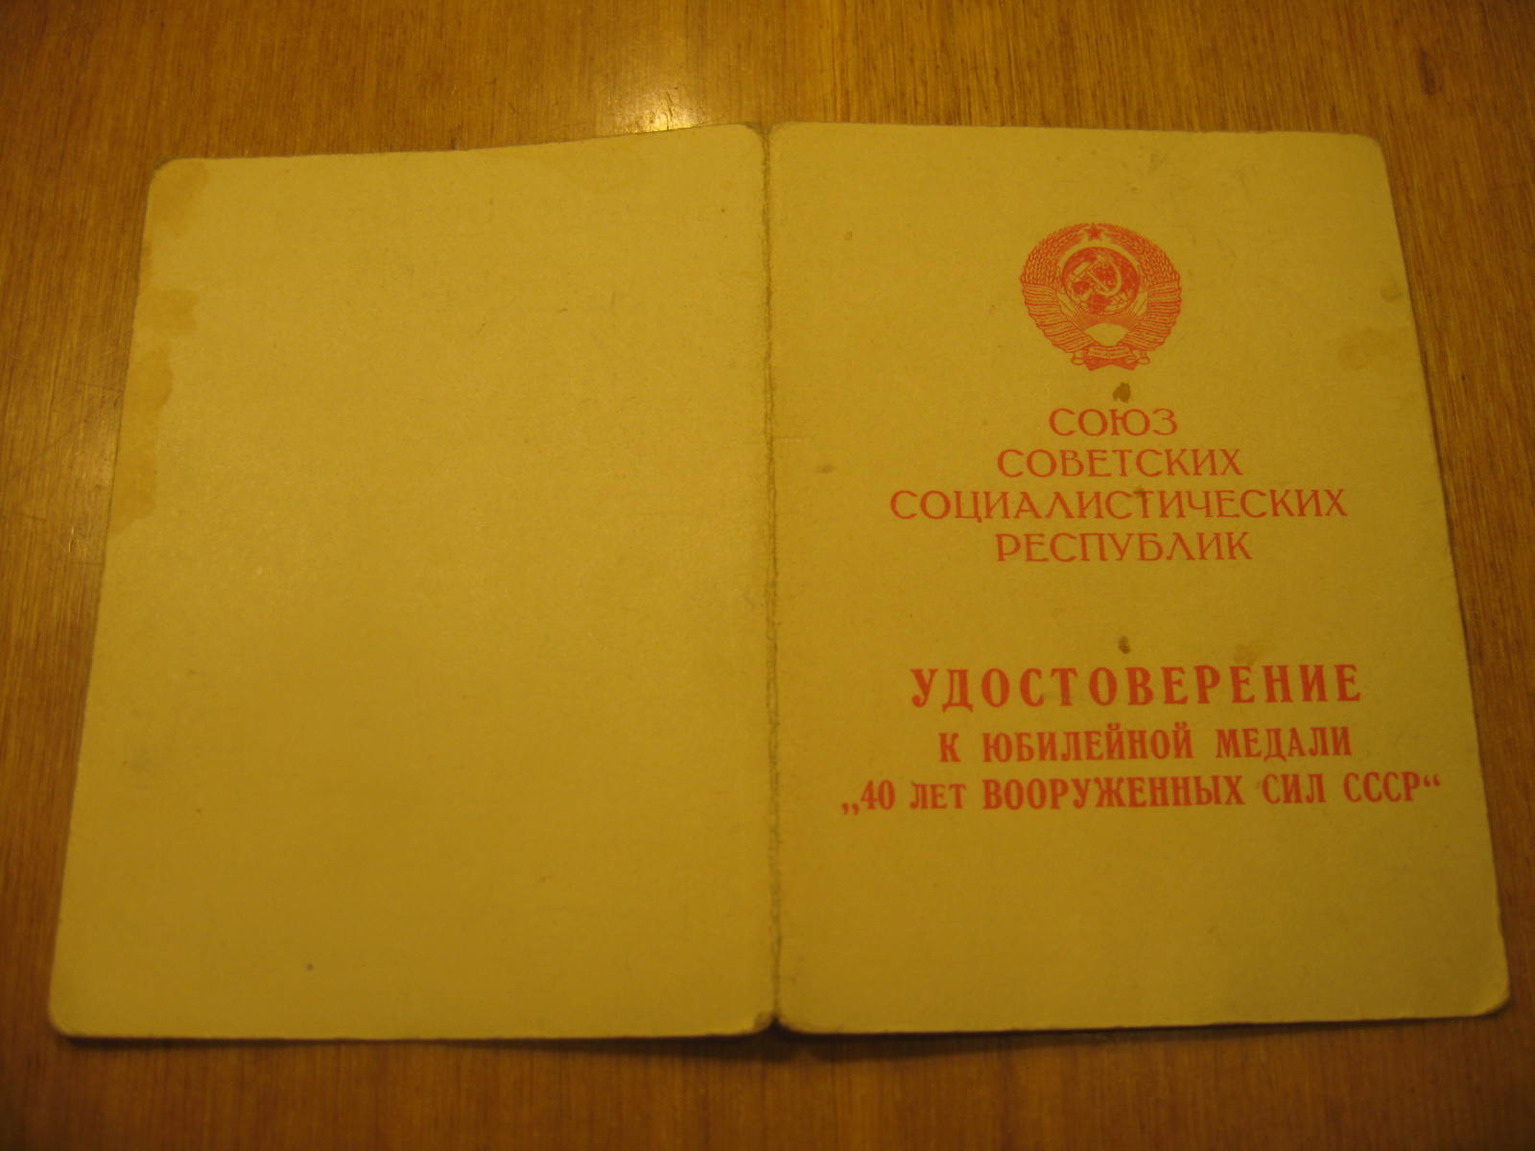 СОЮЗ
СОВЕТСКИХ
СОЦИАЛИСТИЧЕСКИХ
РЕСПУБЛИК
УДОСТОВЕРЕНИЕ
К ЮБИЛЕЙНОЙ МЕДАЛИ
„40 ЛЕТ ВООРУЖЕННЫХ СИЛ СССР“